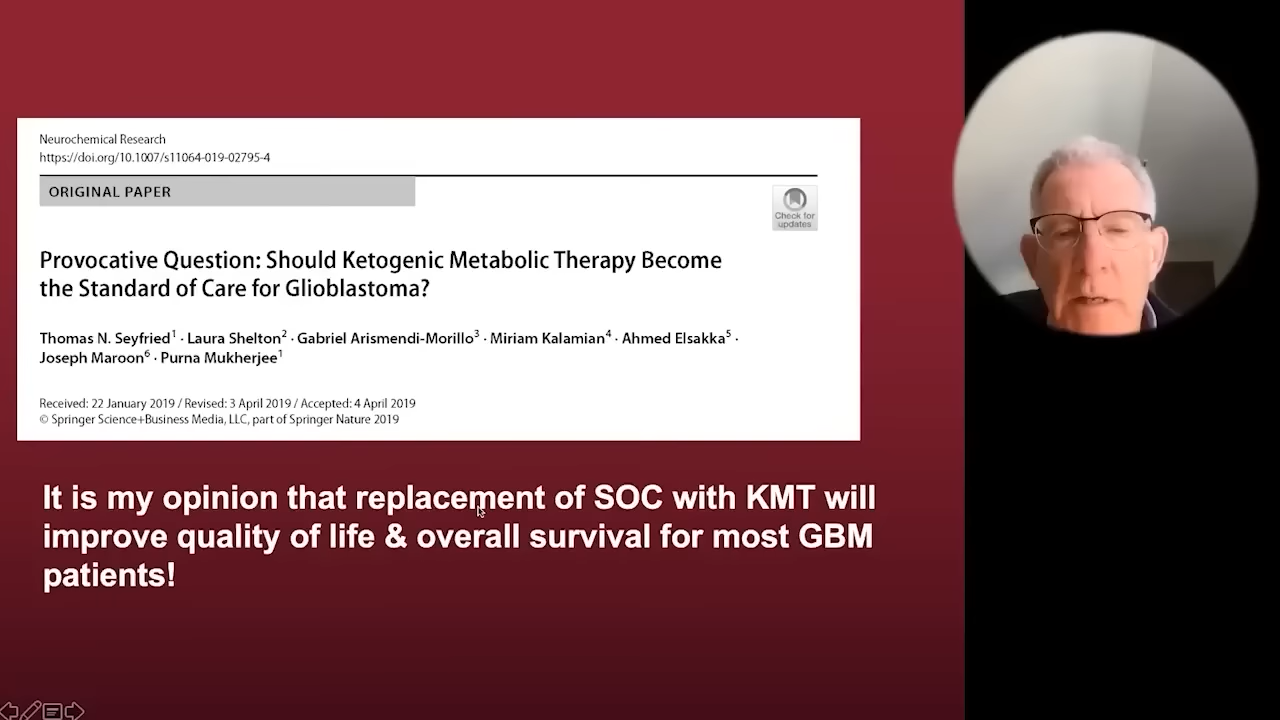 Neurochemical Research
https://doi.org/10.1007/s11064-019-02795-4
ORIGINAL PAPER
Check for
updates
Provocative Question: Should Ketogenic Metabolic Therapy Become
the Standard of Care for Glioblastoma?
Thomas N. Seyfried1 · Laura Shelton2 · Gabriel Arismendi-Morillo3 · Miriam Kalamian4 · Ahmed Elsakka5 ·
Joseph Maroon6 · Purna Mukherjee1
Received: 22 January 2019 / Revised: 3 April 2019 / Accepted: 4 April 2019
© Springer Science+Business Media, LLC, part of Springer Nature 2019
It is my opinion that replacement of SOC with KMT will
improve quality of life & overall survival for most GBM
patients!